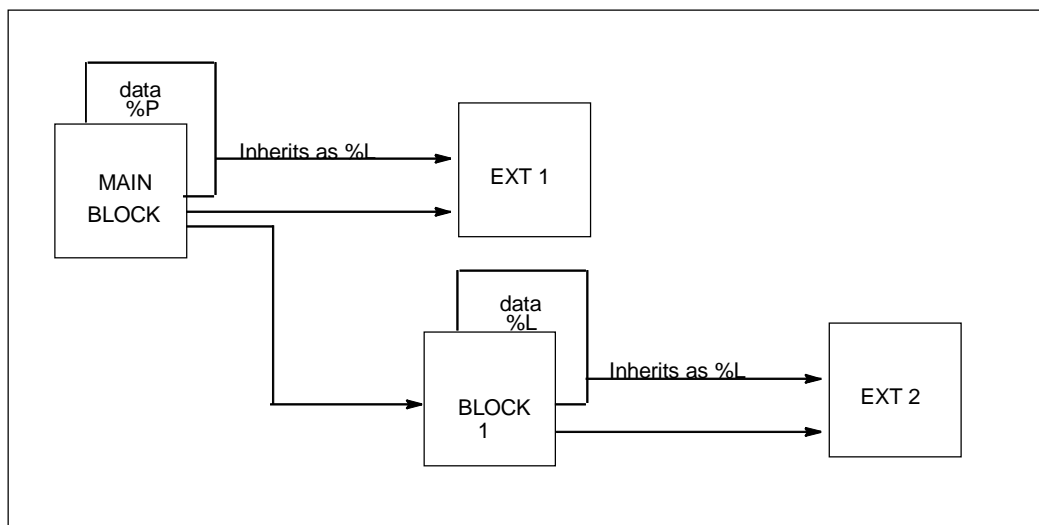 data
%P
Inherits as %L
MAIN
BLOCK
EXT 1
data
%L
Inherits as %L
BLOCK
1
EXT 2